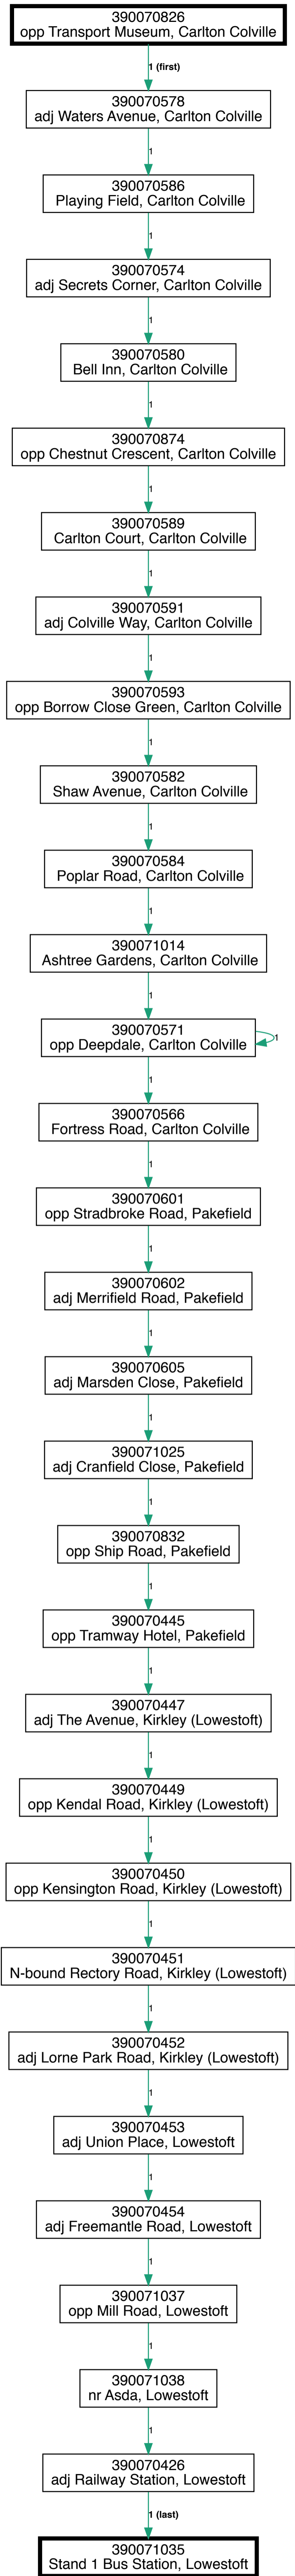 390070826
opp Transport Museum, Carlton Colville
1 (first)
390070578
adj Waters Avenue, Carlton Colville
1
390070586
Playing Field, Carlton Colville
1
390070574
adj Secrets Corner, Carlton Colville
1
390070580
Bell Inn, Carlton Colville
1
390070874
opp Chestnut Crescent, Carlton Colville
1
390070589
Carlton Court, Carlton Colville
1
390070591
adj Colville Way, Carlton Colville
1
390070593
opp Borrow Close Green, Carlton Colville
1
390070582
Shaw Avenue, Carlton Colville
1
390070584
Poplar Road, Carlton Colville
1
390071014
Ashtree Gardens, Carlton Colville
1
390070571
opp Deepdale, Carlton Colville
1
1
390070566
Fortress Road, Carlton Colville
1
390070601
opp Stradbroke Road, Pakefield
1
390070602
adj Merrifield Road, Pakefield
1
390070605
adj Marsden Close, Pakefield
1
390071025
adj Cranfield Close, Pakefield
1
390070832
opp Ship Road, Pakefield
1
390070445
opp Tramway Hotel, Pakefield
1
390070447
adj The Avenue, Kirkley (Lowestoft)
1
390070449
opp Kendal Road, Kirkley (Lowestoft)
1
390070450
opp Kensington Road, Kirkley (Lowestoft)
1
390070451
N-bound Rectory Road, Kirkley (Lowestoft)
1
390070452
adj Lorne Park Road, Kirkley (Lowestoft)
1
390070453
adj Union Place, Lowestoft
1
390070454
adj Freemantle Road, Lowestoft
1
390071037
opp Mill Road, Lowestoft
1
390071038
nr Asda, Lowestoft
1
390070426
adj Railway Station, Lowestoft
1 (last)
390071035
Stand 1 Bus Station, Lowestoft